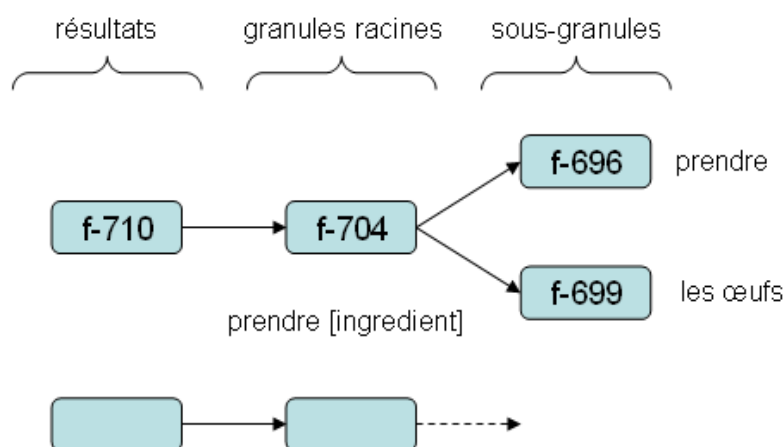 résultats
granules racines
sous-granules
f-696
prendre
f-710
f-704
f-699
les œufs
prendre [ingredient]